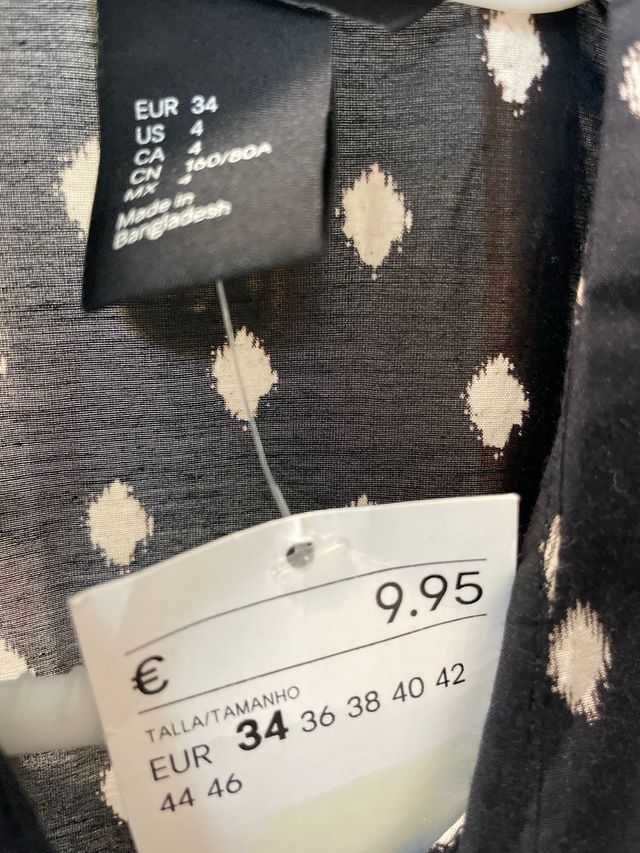 EUR 34
US 4
CA 4
CN 160/80A
MX 4
Made in
Bangladesh
9.95
€
TALLA/TAMANHO
EUR 34 36 38 40 42
44 46